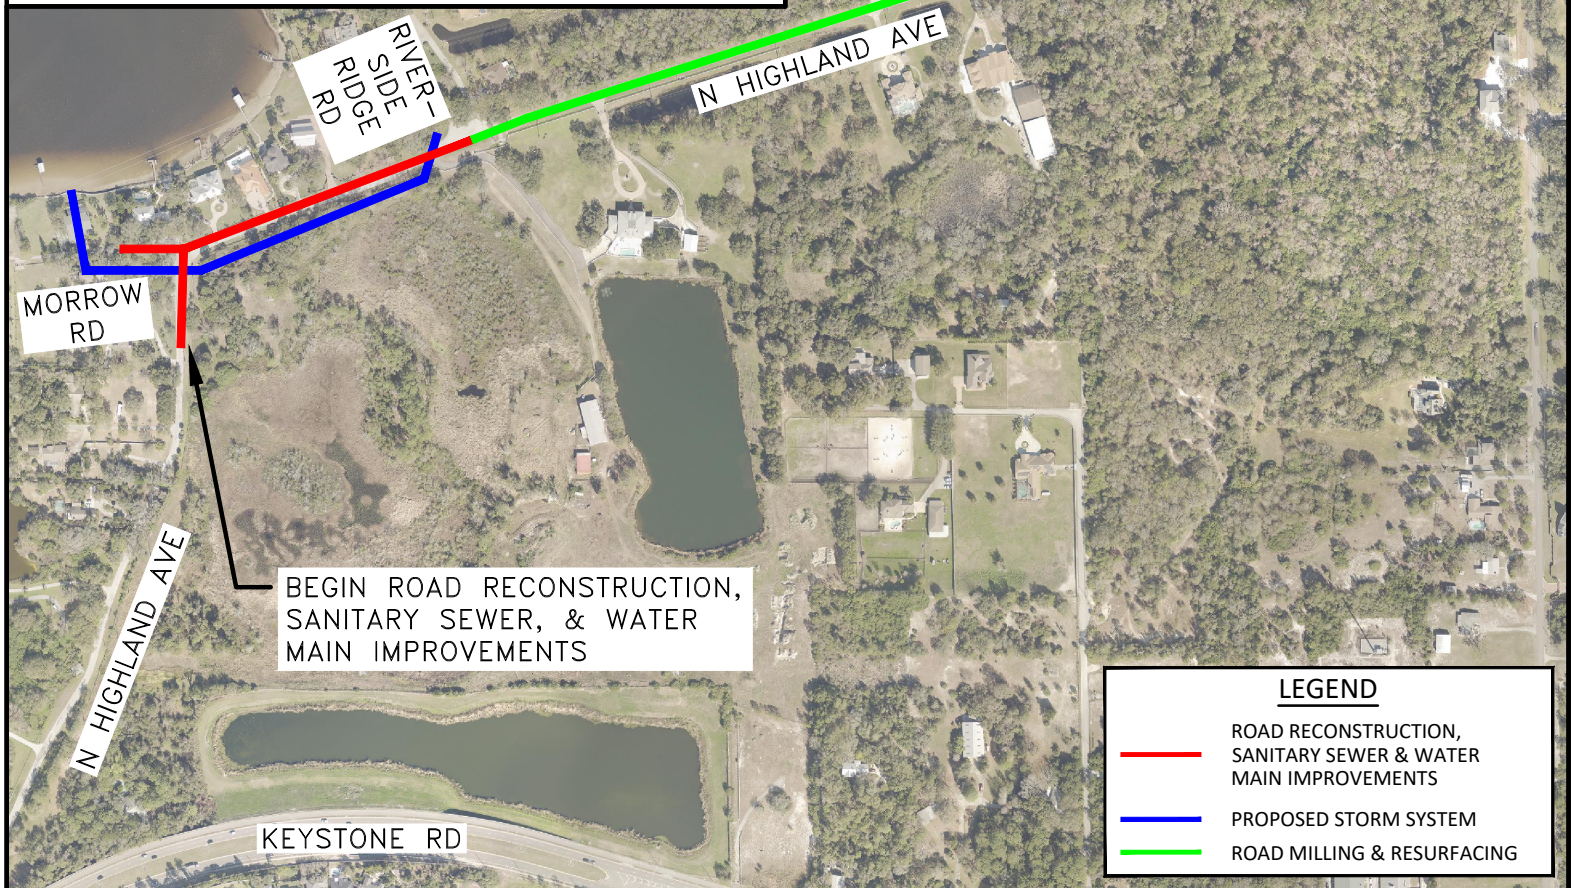 RIVER-
SIDE
RIDGE
RD
N HIGHLAND AVE
MORROW
RD
N HIGHLAND AVE
BEGIN ROAD RECONSTRUCTION,
SANITARY SEWER, & WATER
MAIN IMPROVEMENTS
KEYSTONE RD
LEGEND
ROAD RECONSTRUCTION,
SANITARY SEWER & WATER
MAIN IMPROVEMENTS
PROPOSED STORM SYSTEM
ROAD MILLING & RESURFACING